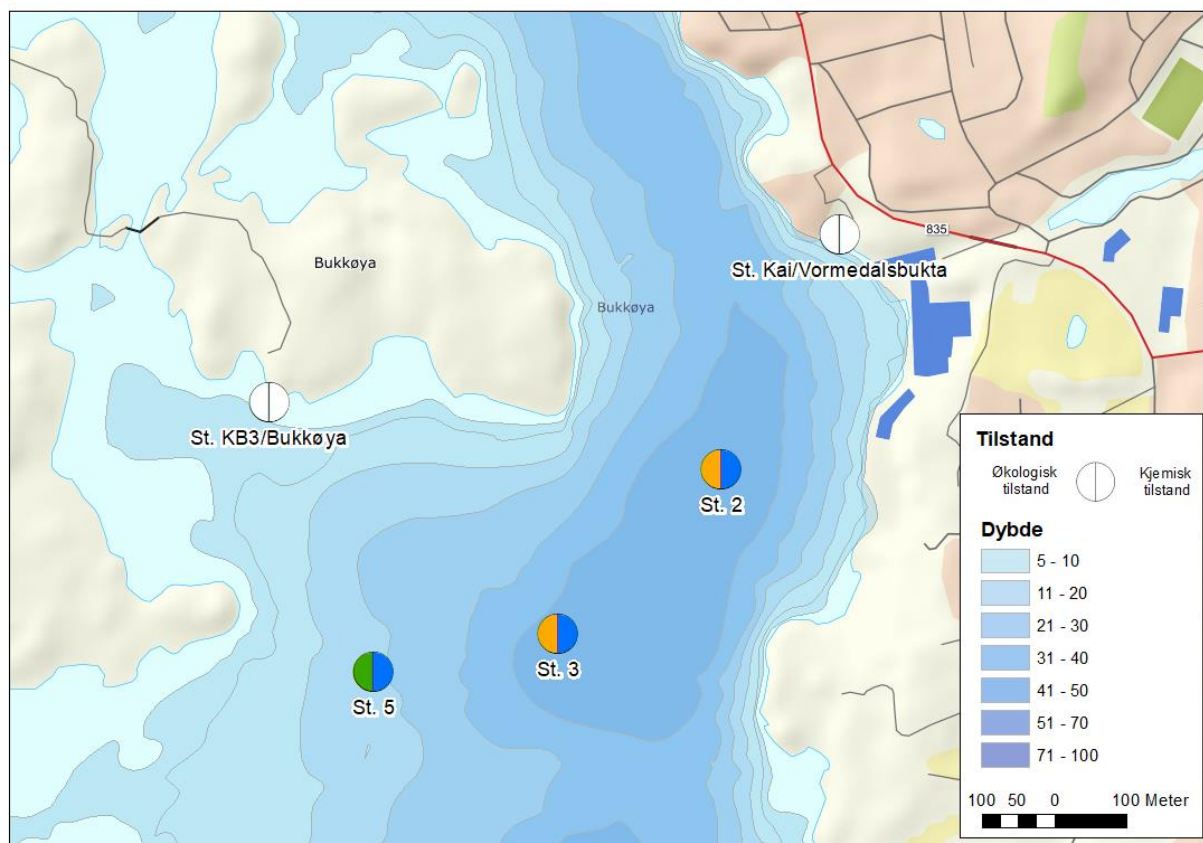 835
St. Kai/Vormedalsbukta
Bukkøya
Bukkøya
St. KB3/Bukkøya
St. 2
St. 3
St. 5
Tilstand
Økologisk
tilstand
Kjemisk
tilstand
Dybde
5 - 10
11 - 20
21 - 30
31 - 40
41 - 50
51 - 70
71 - 100
100 50 0 100 Meter